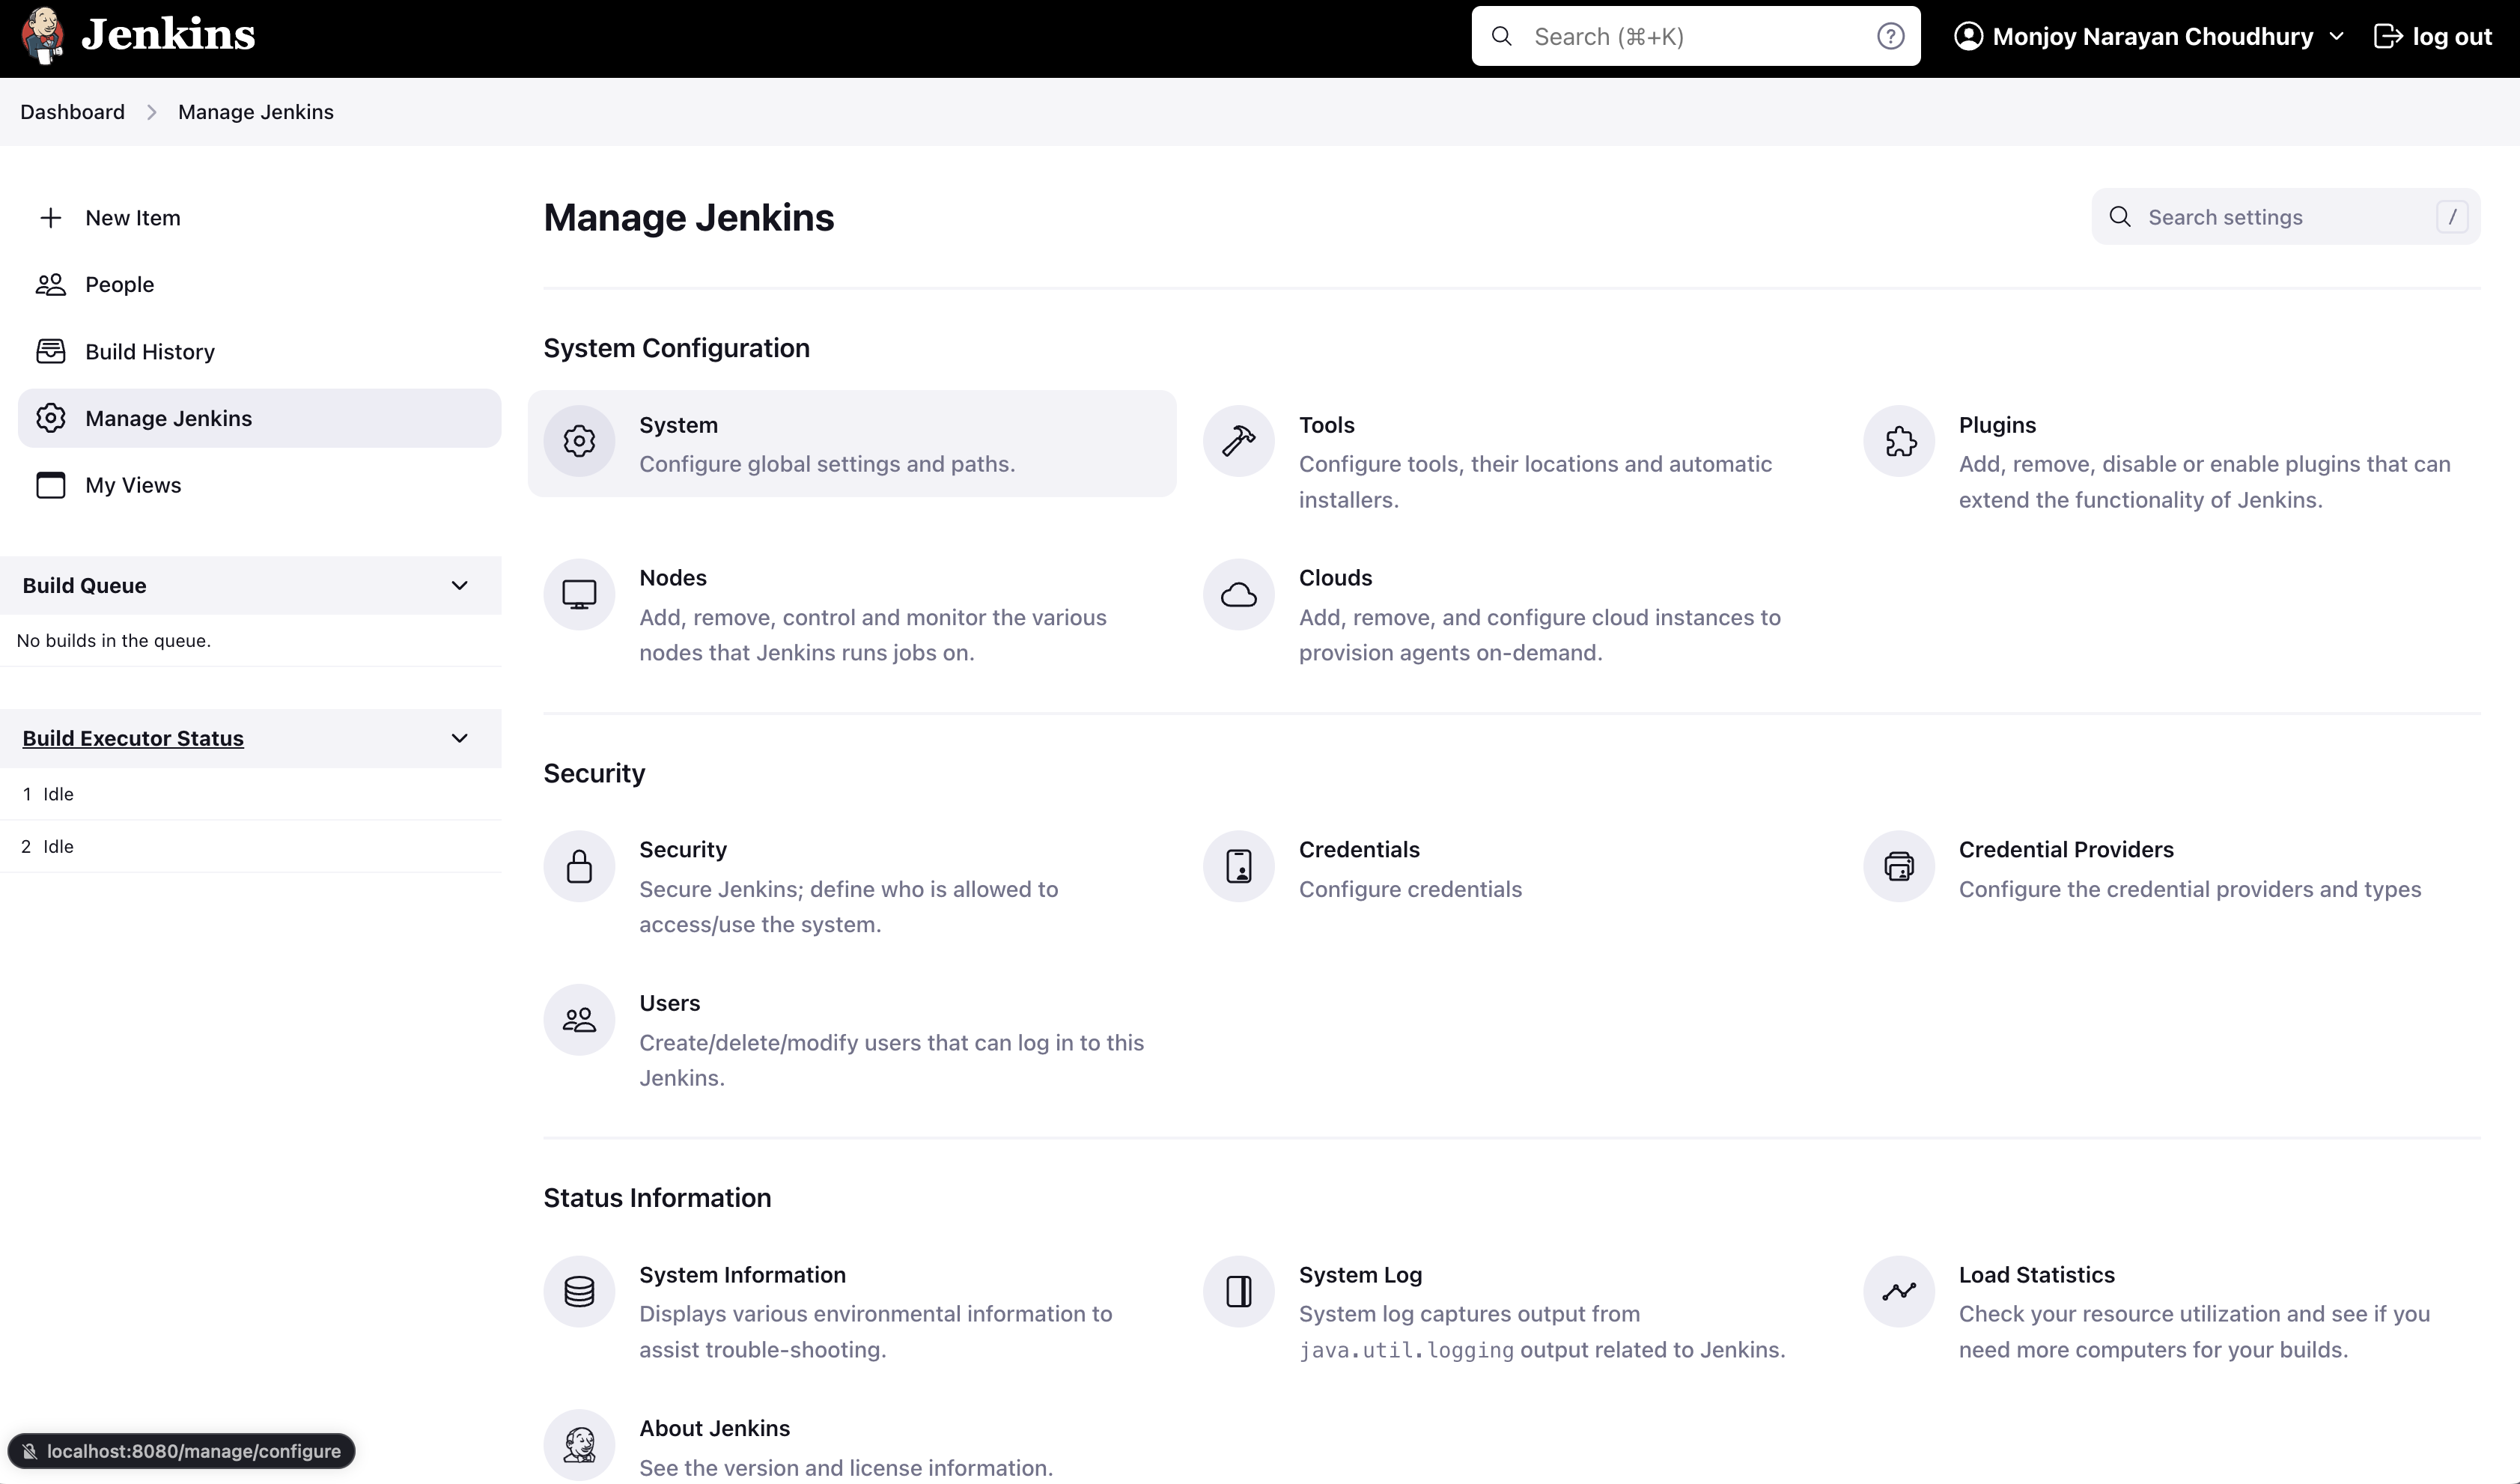 Jenkins
Search (⌘+K)
Monjoy Narayan Choudhury
log out
Dashboard
Manage Jenkins
New Item
People
Build History
Manage Jenkins
My Views
Build Queue
No builds in the queue.
Build Executor Status
1 Idle
2 Idle
Manage Jenkins
Search settings
/
System Configuration
System
Configure global settings and paths.
Tools
Configure tools, their locations and automatic
installers.
Plugins
Add, remove, disable or enable plugins that can
extend the functionality of Jenkins.
Nodes
Add, remove, control and monitor the various
nodes that Jenkins runs jobs on.
Clouds
Add, remove, and configure cloud instances to
provision agents on-demand.
Security
Security
Secure Jenkins; define who is allowed to
access/use the system.
Credentials
Configure credentials
Credential Providers
Configure the credential providers and types
Users
Create/delete/modify users that can log in to this
Jenkins.
Status Information
System Information
Displays various environmental information to
assist trouble-shooting.
System Log
System log captures output from
java.util.logging output related to Jenkins.
Load Statistics
Check your resource utilization and see if you
need more computers for your builds.
About Jenkins
See the version and license information.
localhost:8080/manage/configure